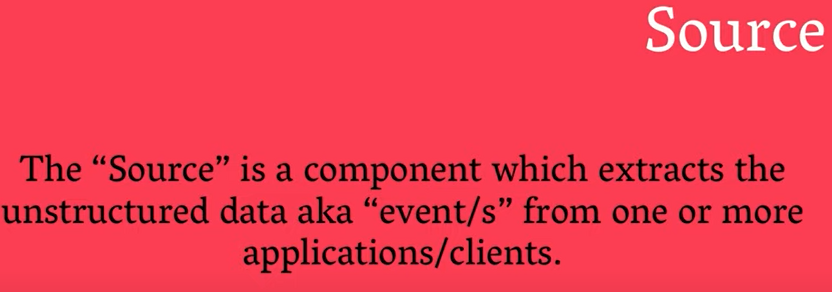 Source
The “Source” is a component which extracts the
unstructured data aka “event/s” from one or more
applications/clients.